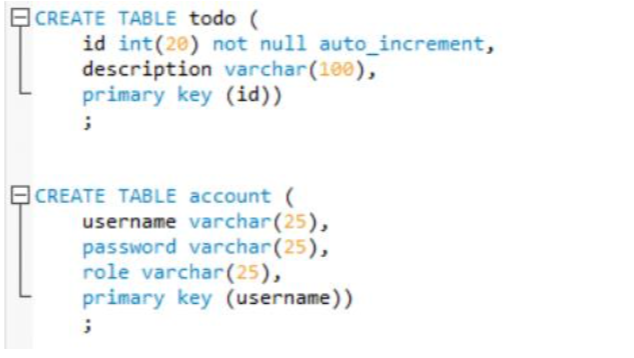 CREATE TABLE todo (
id int(20) not null auto_increment,
description varchar(100),
primary key (id))
;
CREATE TABLE account (
username varchar(25),
password varchar(25),
role varchar(25),
primary key (username))
;